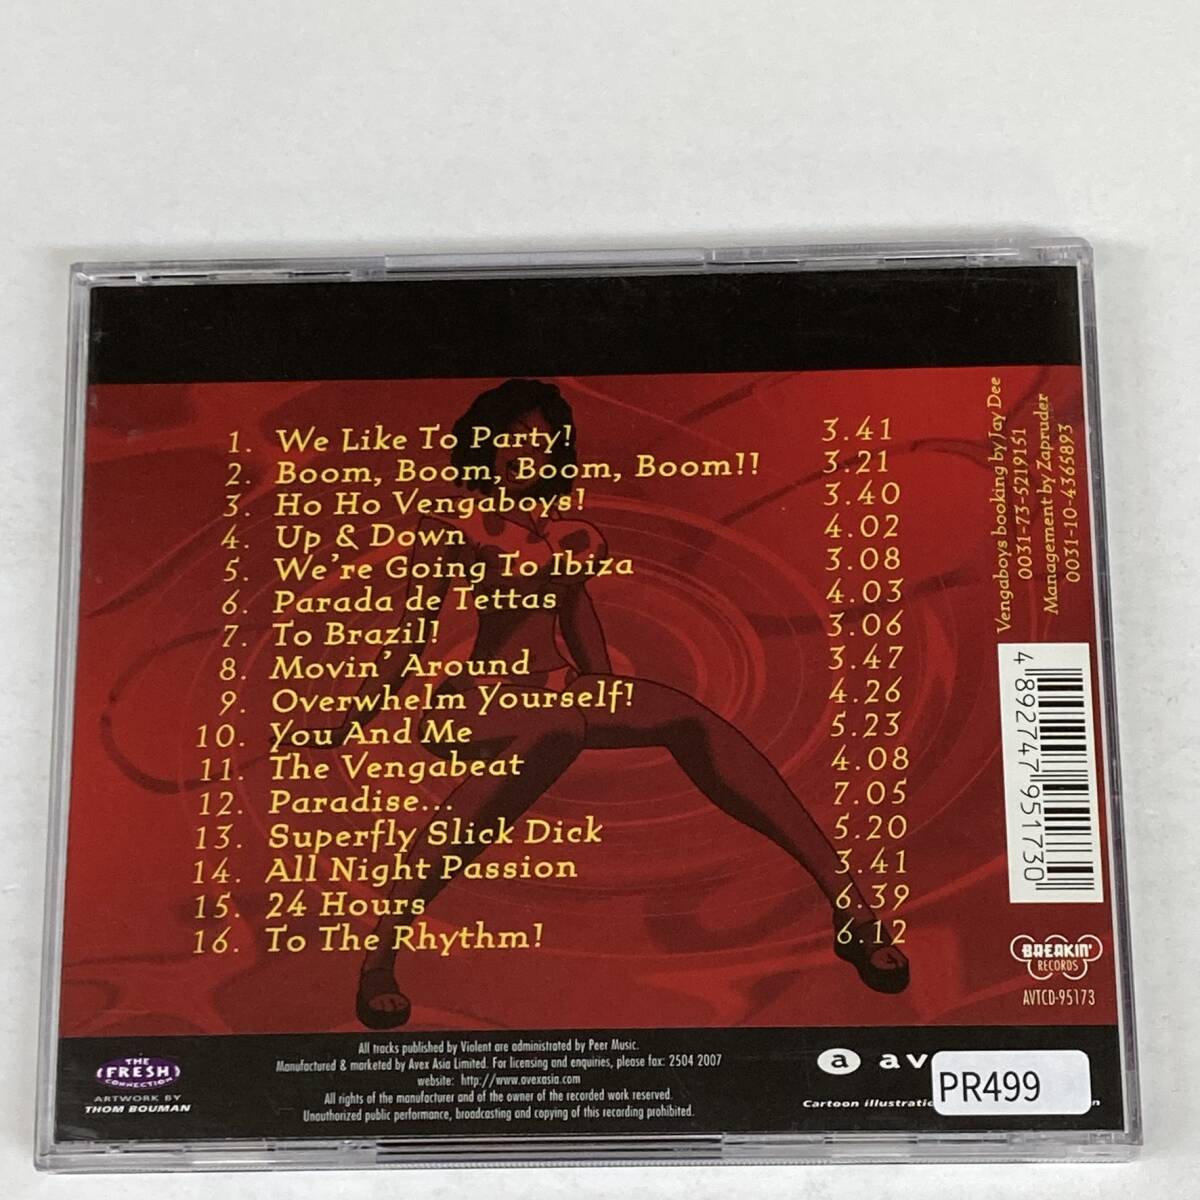 1. We Like To Party! 3.41
2. Boom, Boom, Boom, Boom!! 3.21
3. Ho Ho Vengaboys! 3.40
4. Up & Down 4.02
5. We're Going To Ibiza 3.08
6. Parada de Tettas 4.03
7. To Brazil! 3.06
8. Movin' Around 3.47
9. Overwhelm Yourself! 4.26
10. You And Me 5.23
11. The Vengabeat 4.08
12. Paradise... 7.05
13. Superfly Slick Dick 5.20
14. All Night Passion 3.41
15. 24 Hours 6.39
16. To The Rhythm! 6.12
Vengaboys booking by Jay Dee
0031-73-5219151
Management by Zapruder
0031-10-4365893
4 892747 951730
BREAKIN'
RECORDS
AVTCD-95173
THE
FRESH
CONNECTION
ARTWORK BY
THOM BOUMAN
All tracks published by Violent are administrated by Peer Music.
Manufactured & marketed by Avex Asia Limited. For licensing and enquiries, please fax: 2504 2007
website: http://www.avexasia.com
All rights of the manufacturer and of the owner of the recorded work reserved.
Unauthorized public performance, broadcasting and copying of this recording prohibited.
a av
PR499
Cartoon illustratio